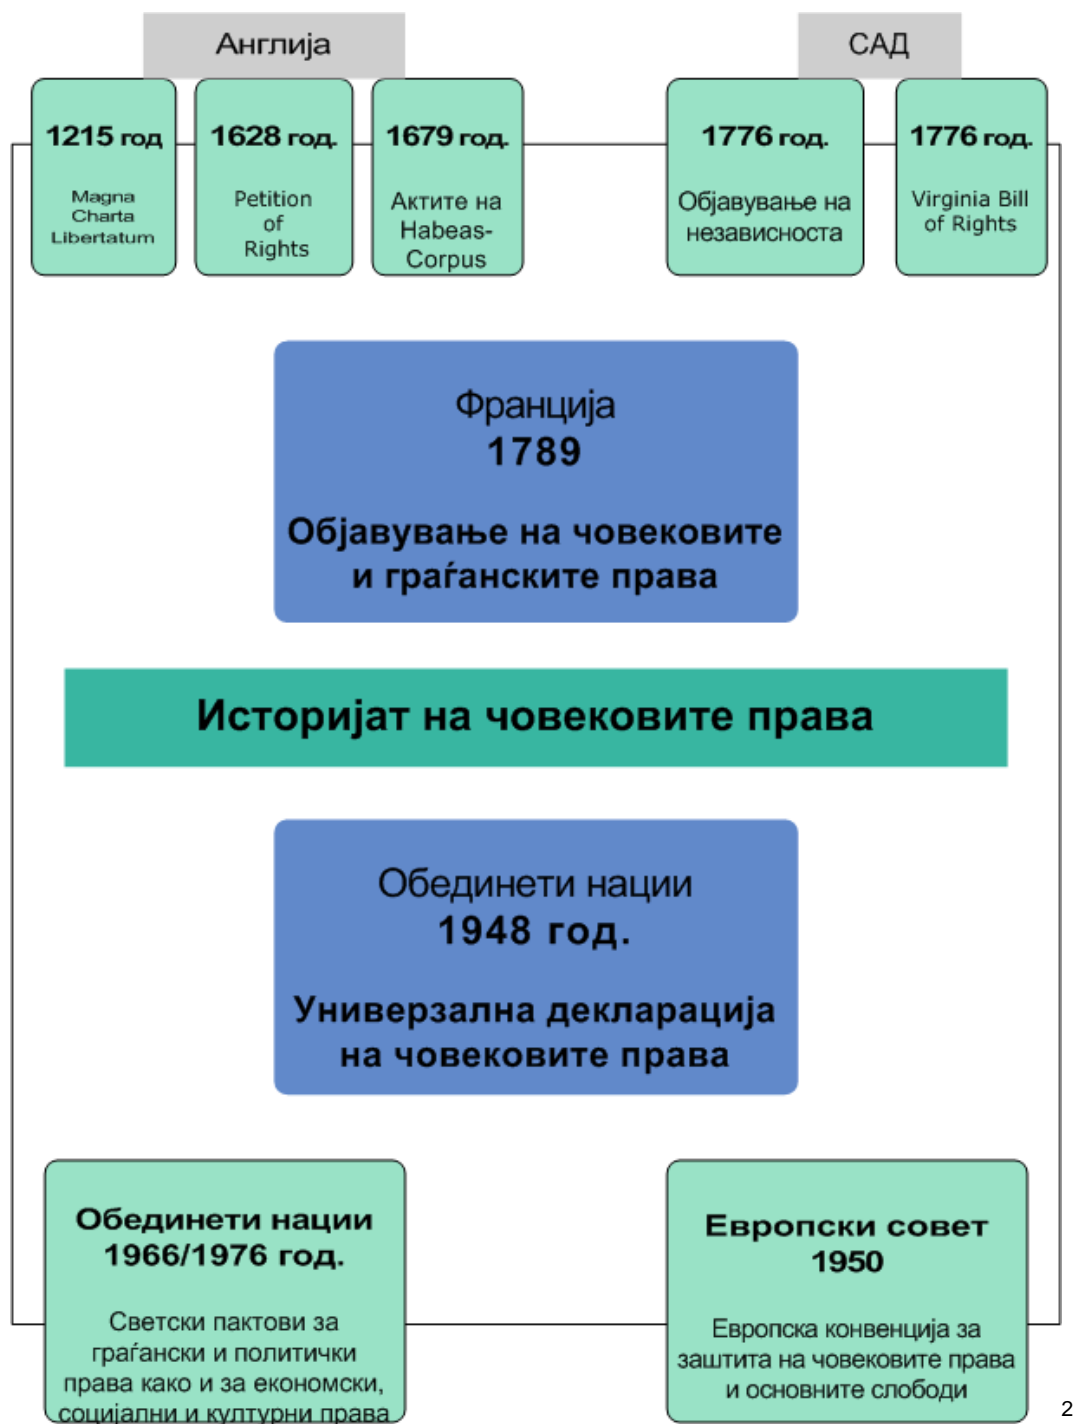 Англија
САД
1215 год
Magna
Charta
Libertatum
1628 год.
Petition
of
Rights
1679 год.
Актите на
Habeas-
Corpus
1776 год.
Објавување на
независноста
1776 год.
Virginia Bill
of Rights
Франција
1789
Објавување на човековите
и граѓанските права
Историјат на човековите права
Обединети нации
1948 год.
Универзална декларација
на човековите права
Обединети нации
1966/1976 год.
Светски пактови за
граѓански и политички
права како и за економски,
социјални и културни права
Европски совет
1950
Европска конвенција за
заштита на човековите права
и основните слободи
2